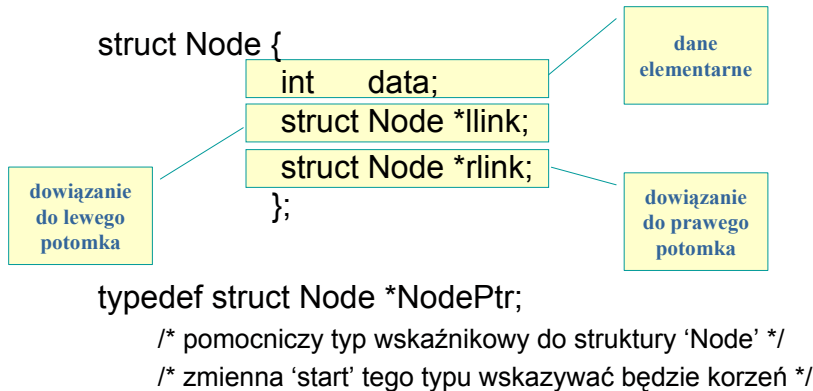 struct Node {
int data;
struct Node *llink;
struct Node *rlink;
};
dane
elementarne
dowiązanie
do lewego
potomka
dowiązanie
do prawego
potomka
typedef struct Node *NodePtr;
/* pomocniczy typ wskaźnikowy do struktury ‘Node’ */
/* zmienna ‘start’ tego typu wskazywać będzie korzeń */